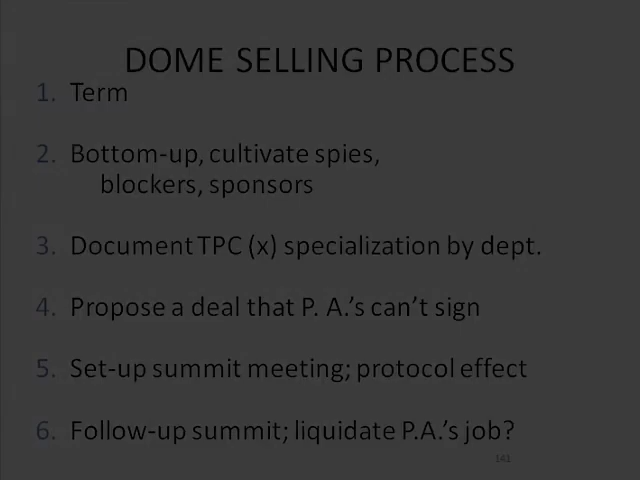 DOME SELLING PROCESS
1. Term
2. Bottom-up, cultivate spies,
blockers, sponsors
3. Document TPC (x) specialization by dept.
4. Propose a deal that P. A.'s can't sign
5. Set-up summit meeting; protocol effect
6. Follow-up summit; liquidate P.A.'s job?